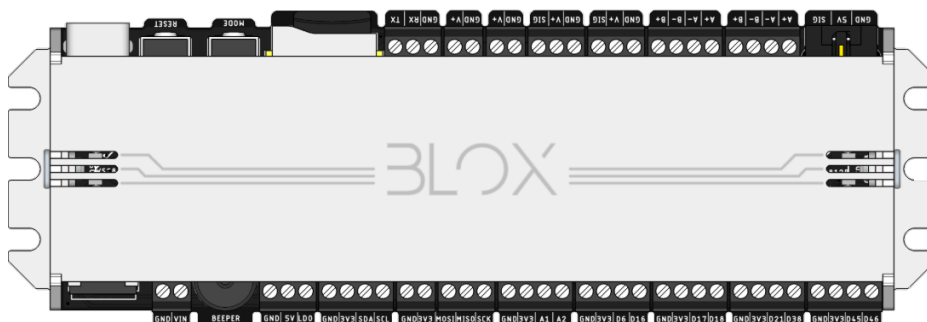 RESET MODE TX RX GND V+ GND V+ GND SIG V+ GND SIG V+ GND B+ B- A- A+ B+ B- A- A+ SIG 5V GND
BLOX
GND VIN BEEPER GND 5V LDO GND 3V3 SDA SCL GND 3V3 MOSI MISO SCK GND 3V3 A1 A2 GND 3V3 D6 D16 GND 3V3 D17 D18 GND 3V3 D21 D38 GND 3V3 D45 D46